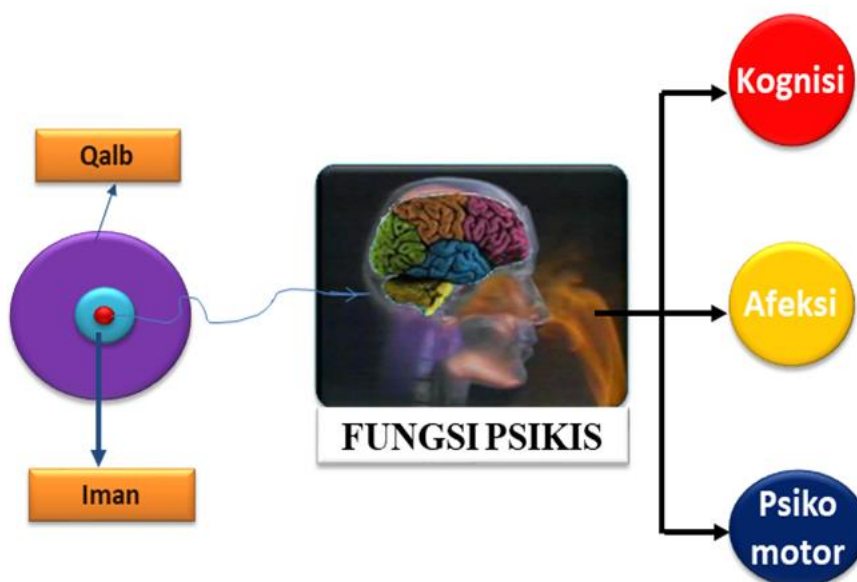 Qalb
Iman
FUNGSI PSIKIS
Kognisi
Afeksi
Psiko
motor